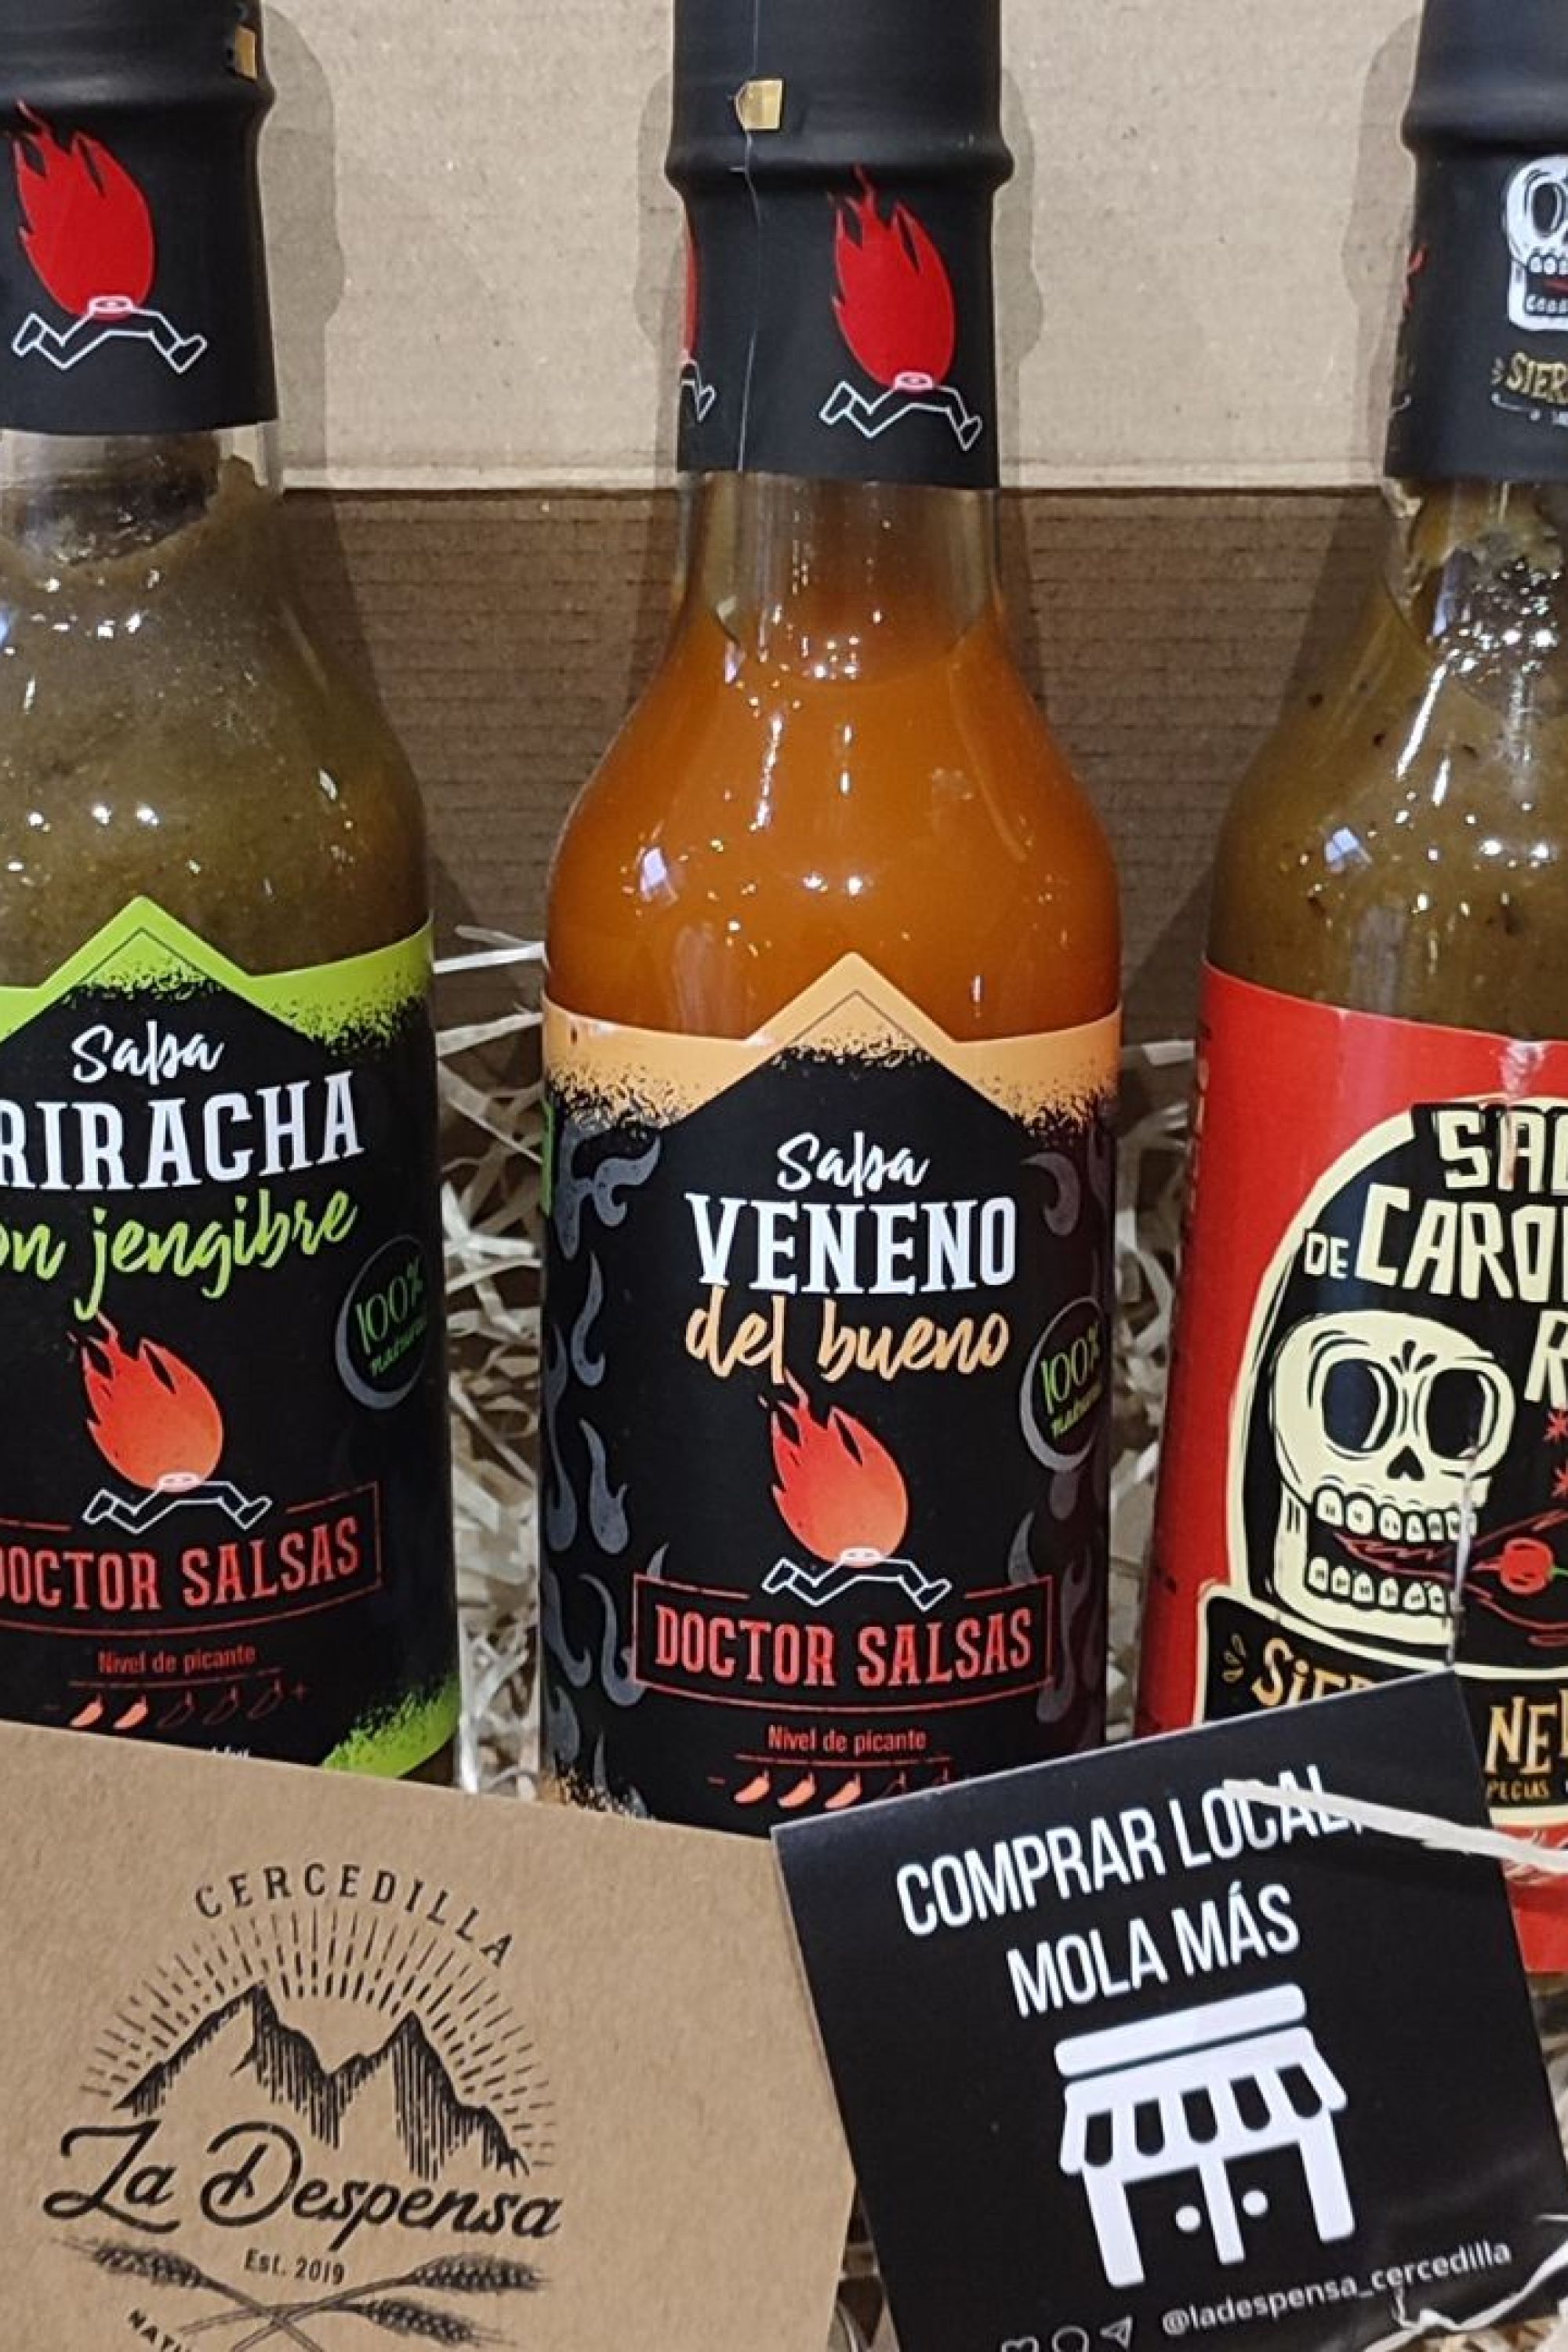 Salsa
RIRACHA
on jengibre
100%
natural
DOCTOR SALSAS
Nivel de picante
- +
Salsa
VENENO
del bueno
100%
natural
DOCTOR SALSAS
Nivel de picante
-
SIER
DE CARO
CERCEDILLA
La Despensa
Est. 2019
COMPRAR LOCAL,
MOLA MÁS
@ladespensa_cercedilla